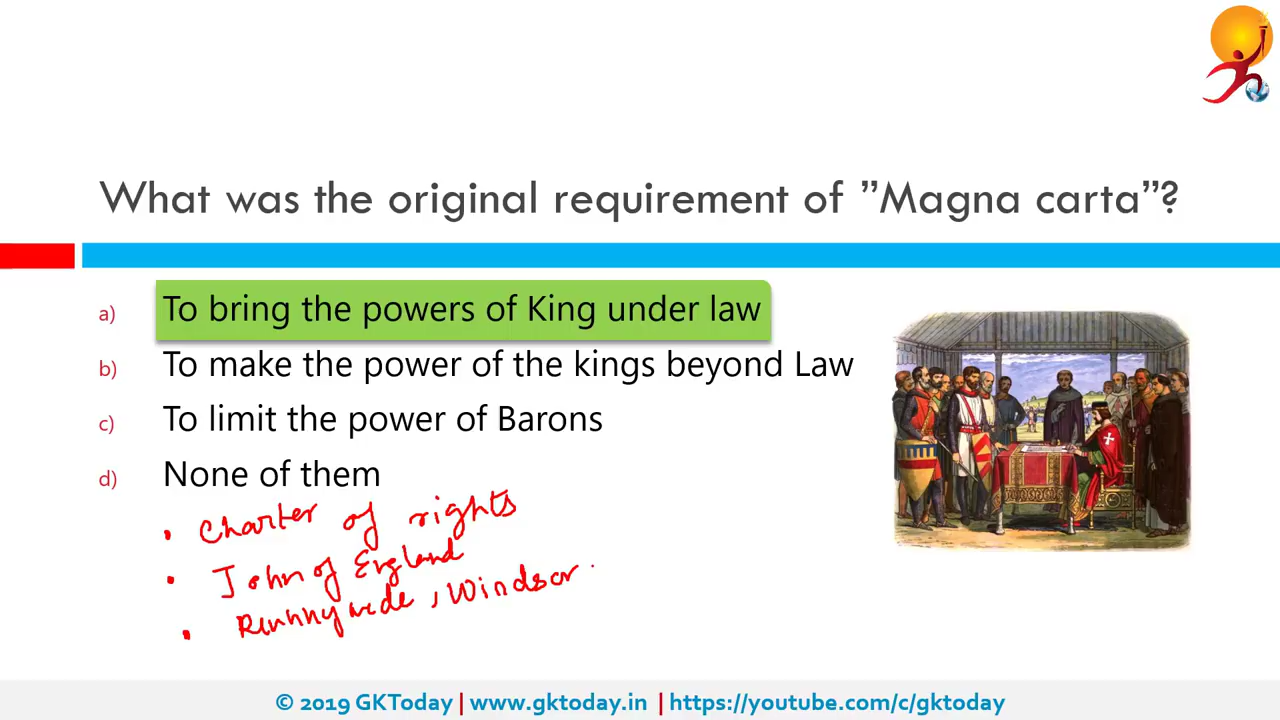 What was the original requirement of ”Magna carta”?
a) To bring the powers of King under law
b) To make the power of the kings beyond Law
c) To limit the power of Barons
d) None of them
• Charter of rights
• John of England
• Runnymede, Windsor.
© 2019 GKToday | www.gktoday.in | https://youtube.com/c/gktoday